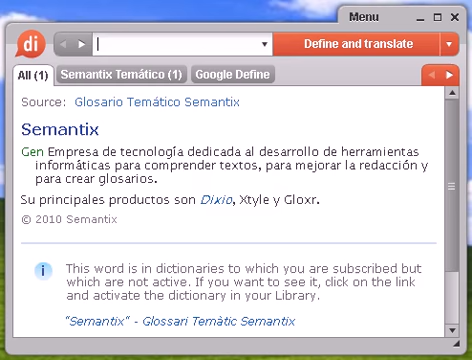 Menu
di
Define and translate
All (1)
Semantix Temático (1)
Google Define
Source: Glosario Temático Semantix
Semantix
Gen Empresa de tecnología dedicada al desarrollo de herramientas
informáticas para comprender textos, para mejorar la redacción y
para crear glosarios.
Su principales productos son Dixio, Xtyle y Gloxr.
© 2010 Semantix
i
This word is in dictionaries to which you are subscribed but
which are not active. If you want to see it, click on the link
and activate the dictionary in your Library.
"Semantix" - Glossari Temàtic Semantix